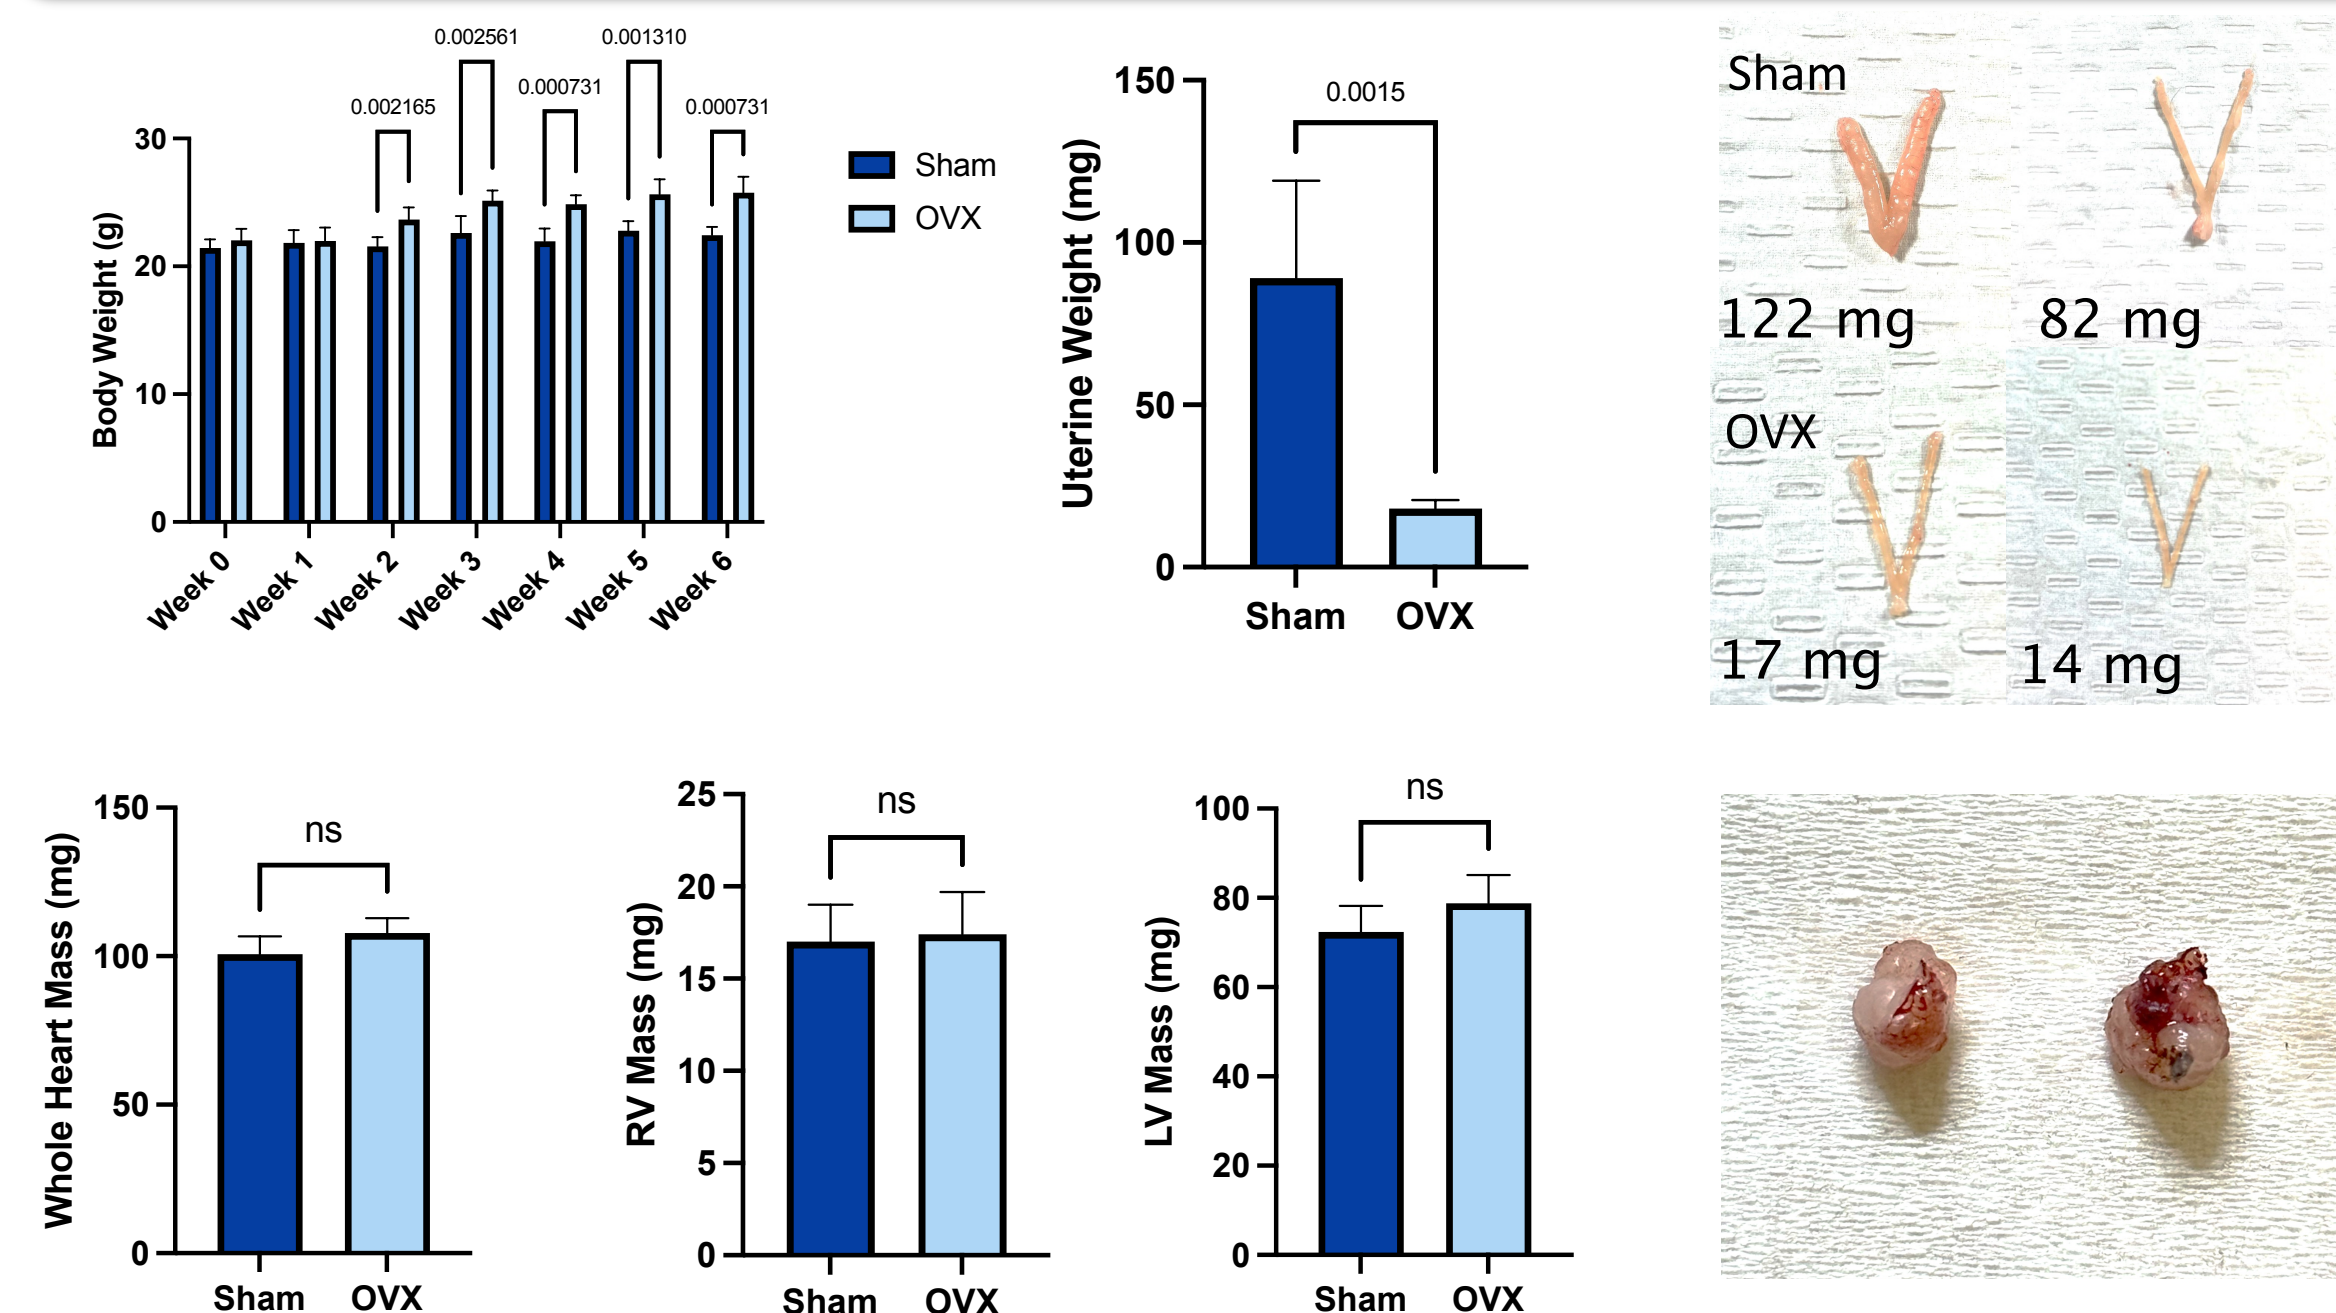 0.002165
0.002561
0.000731
0.001310
0.000731
Body Weight (g)
30
20
10
0
Week 0
Week 1
Week 2
Week 3
Week 4
Week 5
Week 6
Sham
OVX
Uterine Weight (mg)
150
100
50
0
0.0015
Sham
OVX
Sham
122 mg
82 mg
OVX
17 mg
14 mg
Whole Heart Mass (mg)
150
100
50
0
ns
Sham
OVX
RV Mass (mg)
25
20
15
10
5
0
ns
Sham
OVX
LV Mass (mg)
100
80
60
40
20
0
ns
Sham
OVX